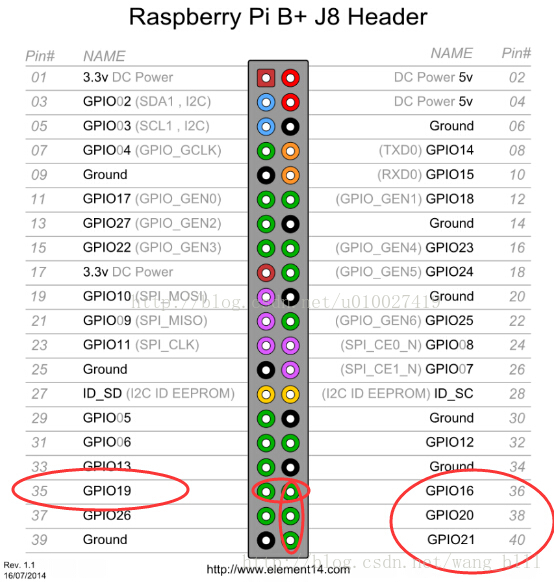 Raspberry Pi B+ J8 Header
Pin# NAME NAME Pin#
01 3.3v DC Power DC Power 5v 02
03 GPIO02 (SDA1 , I2C) DC Power 5v 04
05 GPIO03 (SCL1 , I2C) Ground 06
07 GPIO04 (GPIO_GCLK) (TXD0) GPIO14 08
09 Ground (RXD0) GPIO15 10
11 GPIO17 (GPIO_GEN0) (GPIO_GEN1) GPIO18 12
13 GPIO27 (GPIO_GEN2) Ground 14
15 GPIO22 (GPIO_GEN3) (GPIO_GEN4) GPIO23 16
17 3.3v DC Power (GPIO_GEN5) GPIO24 18
19 GPIO10 (SPI_MOSI) Ground 20
http://blog.csdn.net/u010027419
21 GPIO09 (SPI_MISO) (GPIO_GEN6) GPIO25 22
23 GPIO11 (SPI_CLK) (SPI_CE0_N) GPIO08 24
25 Ground (SPI_CE1_N) GPIO07 26
27 ID_SD (I2C ID EEPROM) (I2C ID EEPROM) ID_SC 28
29 GPIO05 Ground 30
31 GPIO06 GPIO12 32
33 GPIO13 Ground 34
35 GPIO19 GPIO16 36
37 GPIO26 GPIO20 38
39 Ground GPIO21 40
Rev. 1.1
16/07/2014
http://www.element14.com